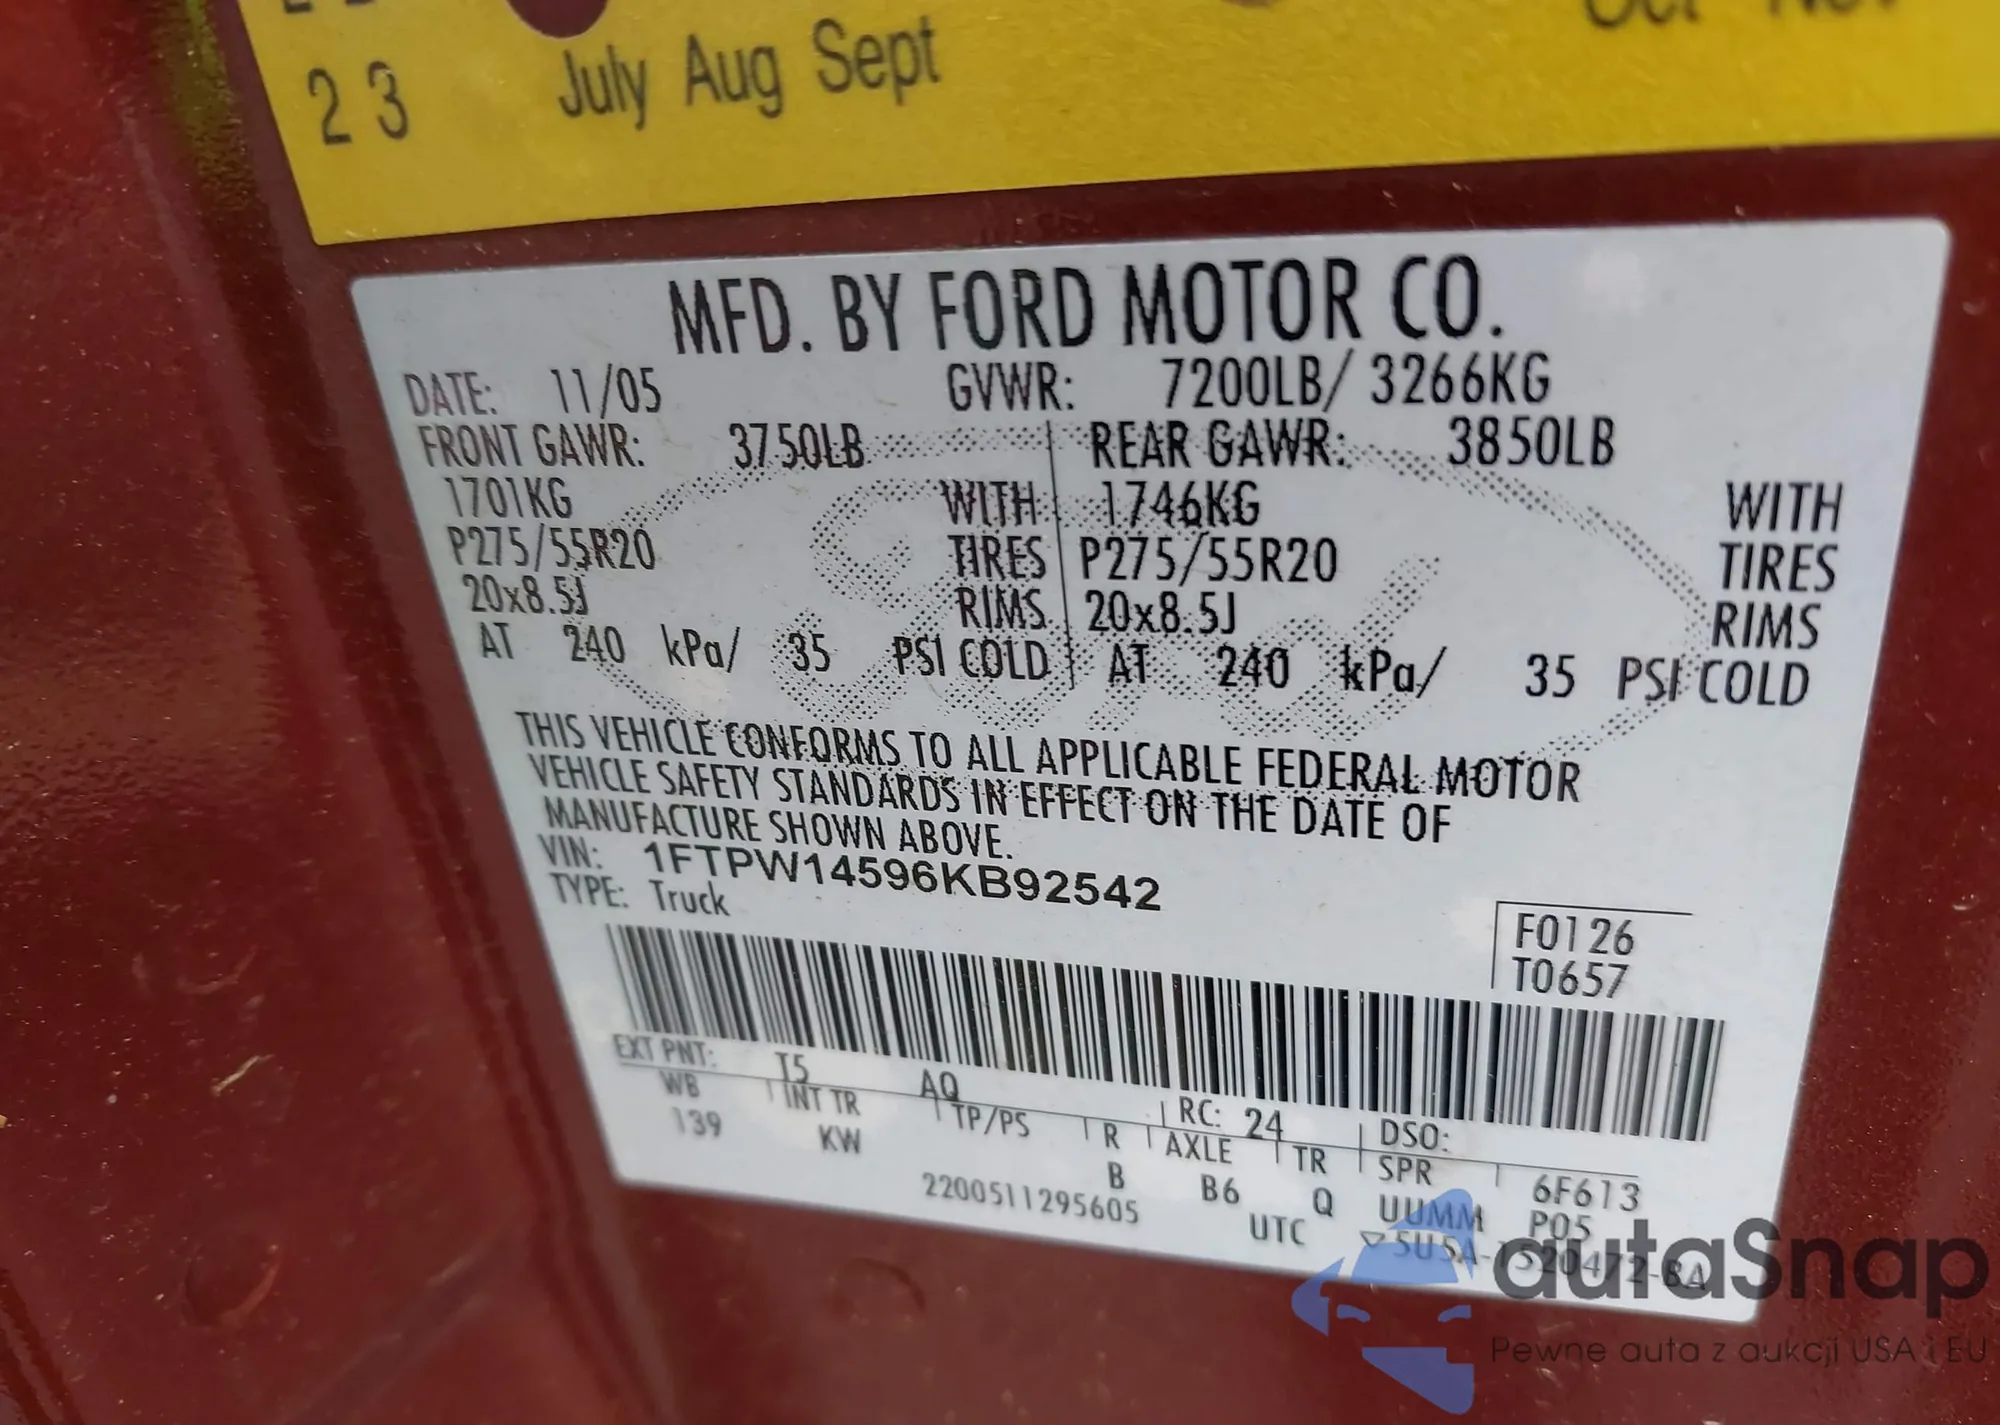 23 July Aug Sept
MFD. BY FORD MOTOR CO.
DATE: 11/05 GVWR: 7200LB/ 3266KG
FRONT GAWR: 3750LB REAR GAWR: 3850LB
1701KG WITH 1746KG WITH
P275/55R20 TIRES P275/55R20 TIRES
20x8.5J RIMS 20x8.5J RIMS
AT 240 kPa/ 35 PSI COLD AT 240 kPa/ 35 PSI COLD
THIS VEHICLE CONFORMS TO ALL APPLICABLE FEDERAL MOTOR
VEHICLE SAFETY STANDARDS IN EFFECT ON THE DATE OF
MANUFACTURE SHOWN ABOVE.
VIN: 1FTPW14596KB92542
TYPE: Truck
F0126
T0657
EXT PNT: T5 AQ RC: 24 DSO:
WB INT TR TP/PS R AXLE TR SPR 6F613
139 KW B B6 Q UUMM P05
2200511295605 UTC ▽5USA-1520472-BA
autaSnap
Pewne auta z aukcji USA i EU